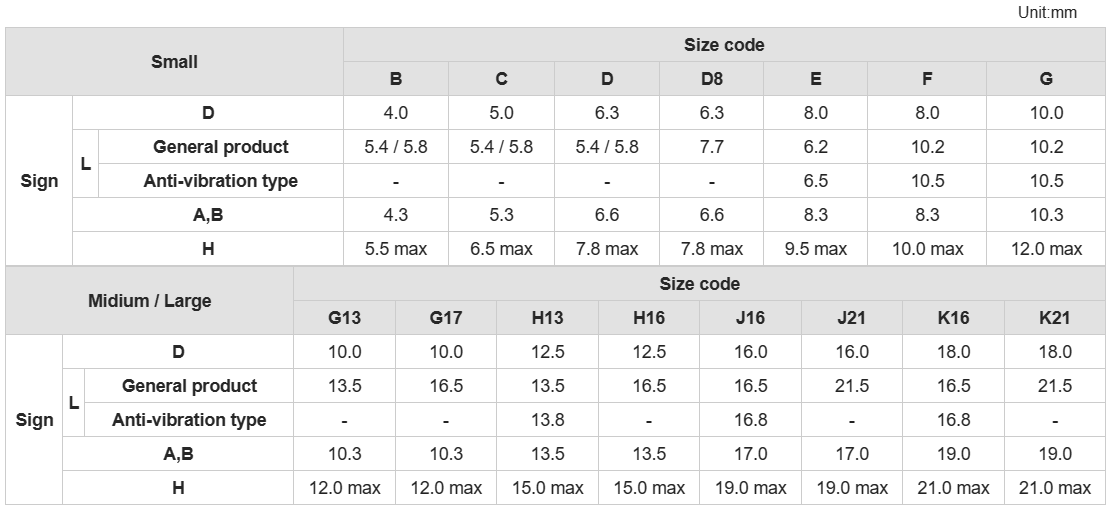 Unit:mm
Small Size code
B C D D8 E F G
Sign D 4.0 5.0 6.3 6.3 8.0 8.0 10.0
L General product 5.4 / 5.8 5.4 / 5.8 5.4 / 5.8 7.7 6.2 10.2 10.2
Anti-vibration type - - - - 6.5 10.5 10.5
A,B 4.3 5.3 6.6 6.6 8.3 8.3 10.3
H 5.5 max 6.5 max 7.8 max 7.8 max 9.5 max 10.0 max 12.0 max
Midium / Large Size code
G13 G17 H13 H16 J16 J21 K16 K21
Sign D 10.0 10.0 12.5 12.5 16.0 16.0 18.0 18.0
L General product 13.5 16.5 13.5 16.5 16.5 21.5 16.5 21.5
Anti-vibration type - - 13.8 - 16.8 - 16.8 -
A,B 10.3 10.3 13.5 13.5 17.0 17.0 19.0 19.0
H 12.0 max 12.0 max 15.0 max 15.0 max 19.0 max 19.0 max 21.0 max 21.0 max